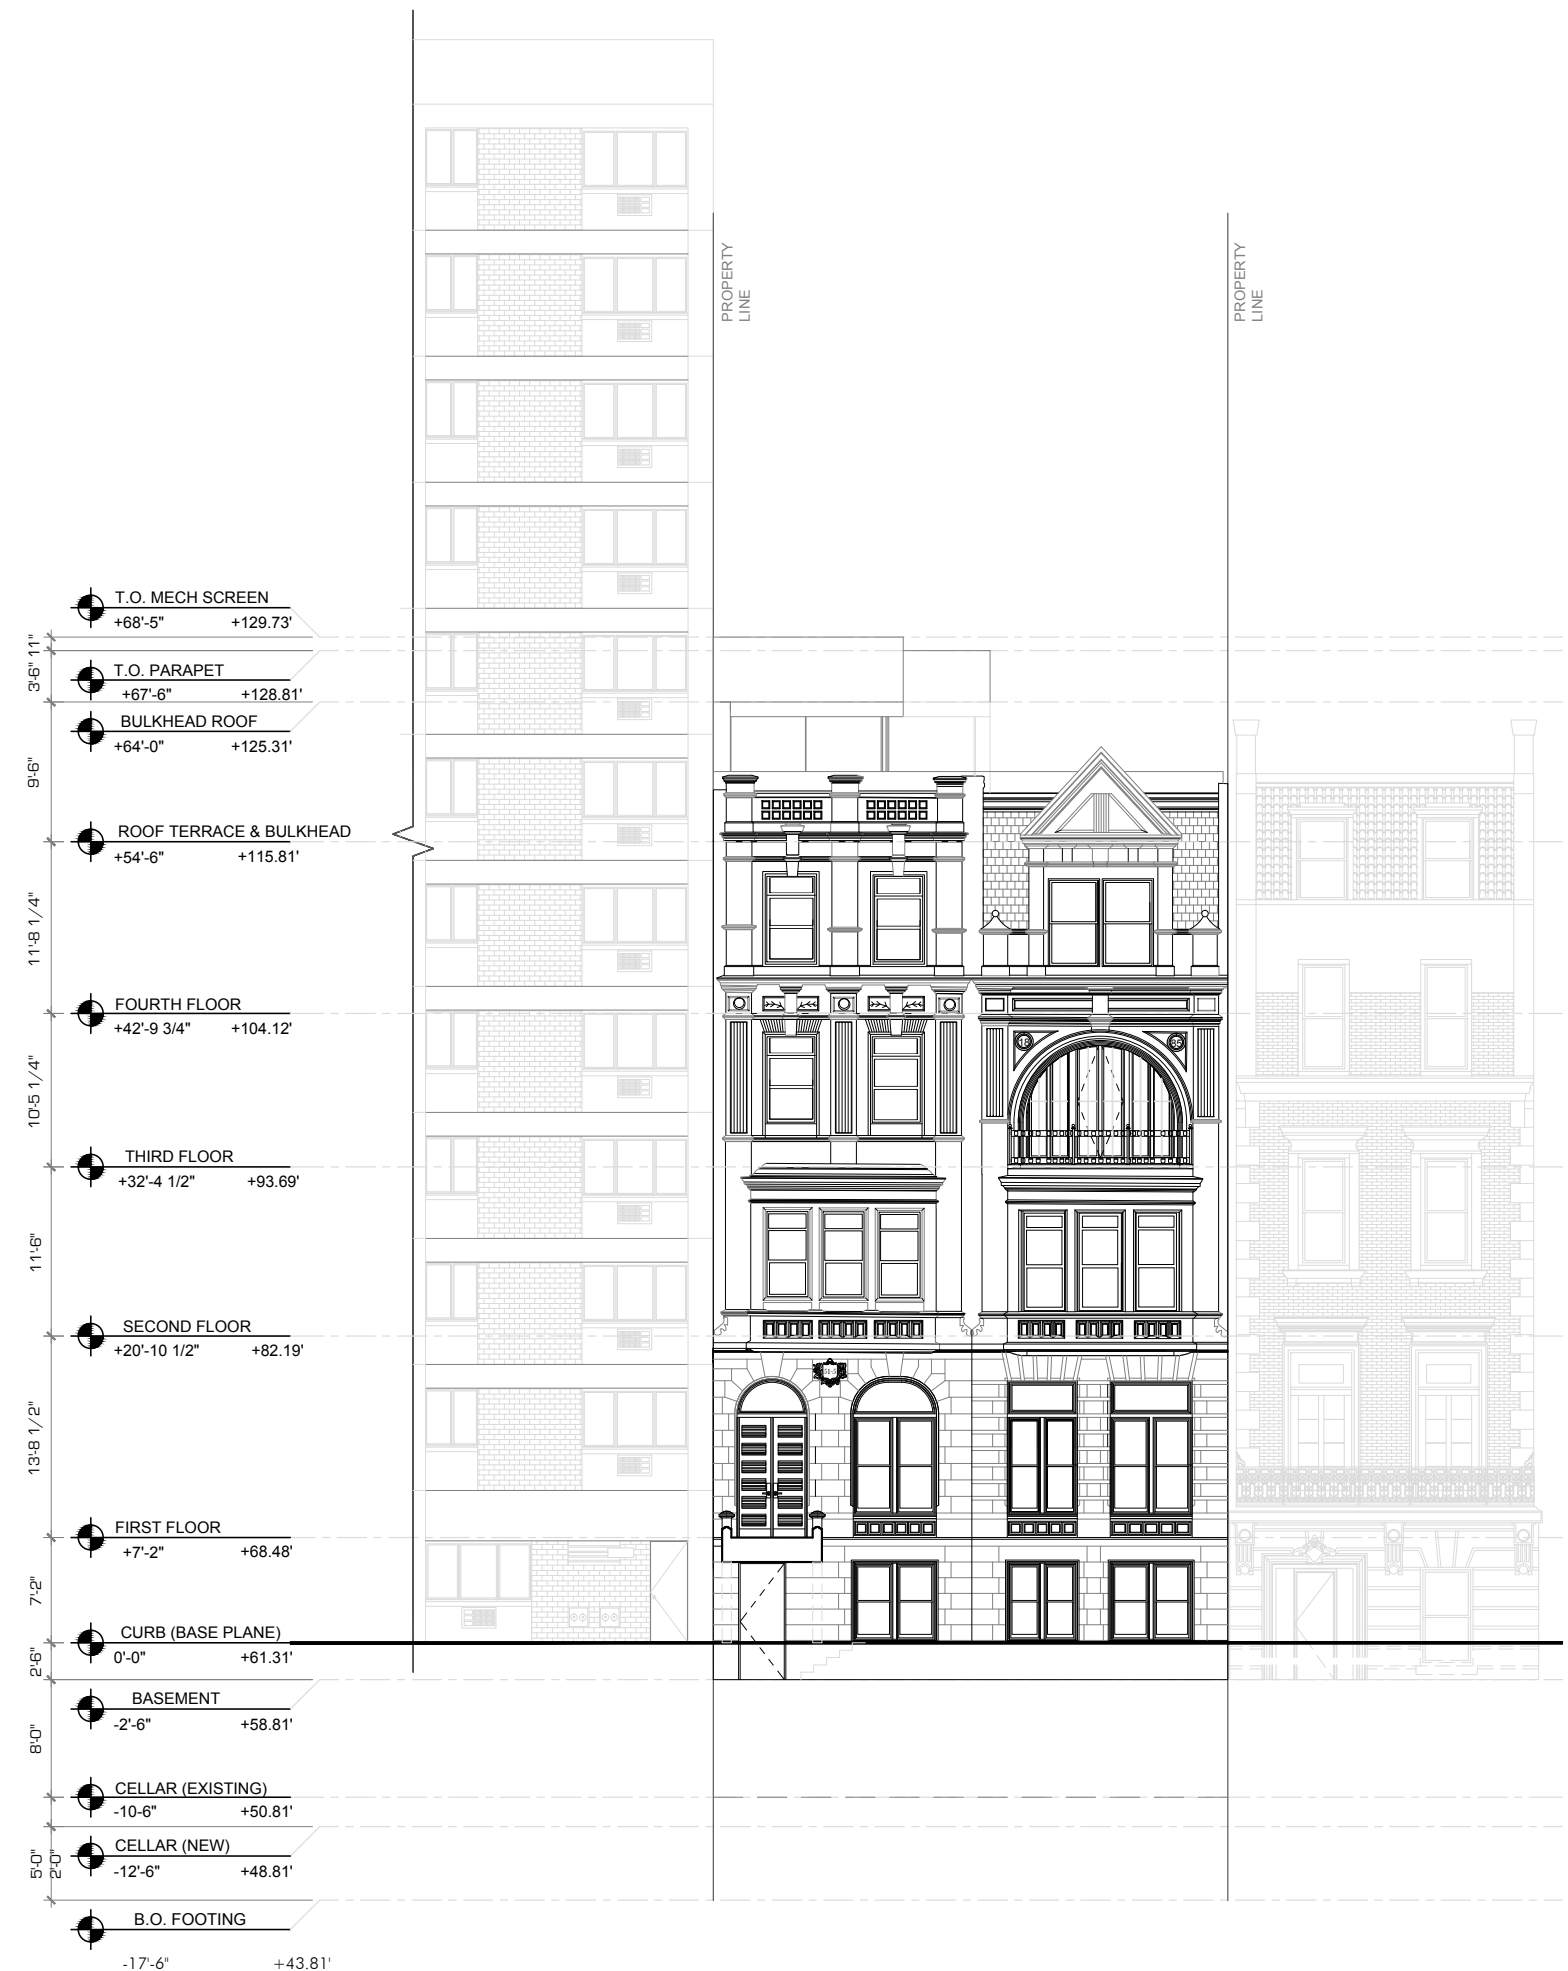 PROPERTY
LINE
PROPERTY
LINE
T.O. MECH SCREEN
+68'-5" +129.73'
11"
T.O. PARAPET
+67'-6" +128.81'
3'-6"
BULKHEAD ROOF
+64'-0" +125.31'
9'-6"
ROOF TERRACE & BULKHEAD
+54'-6" +115.81'
11'-8 1/4"
FOURTH FLOOR
+42'-9 3/4" +104.12'
18 85
10'-5 1/4"
THIRD FLOOR
+32'-4 1/2" +93.69'
11'-6"
SECOND FLOOR
+20'-10 1/2" +82.19'
13'-8 1/2"
FIRST FLOOR
+7'-2" +68.48'
7'-2"
CURB (BASE PLANE)
0'-0" +61.31'
2'-6"
BASEMENT
-2'-6" +58.81'
8'-0"
CELLAR (EXISTING)
-10-6" +50.81'
2'-0"
CELLAR (NEW)
-12'-6" +48.81'
5'-0"
B.O. FOOTING
-17'-6" +43.81'